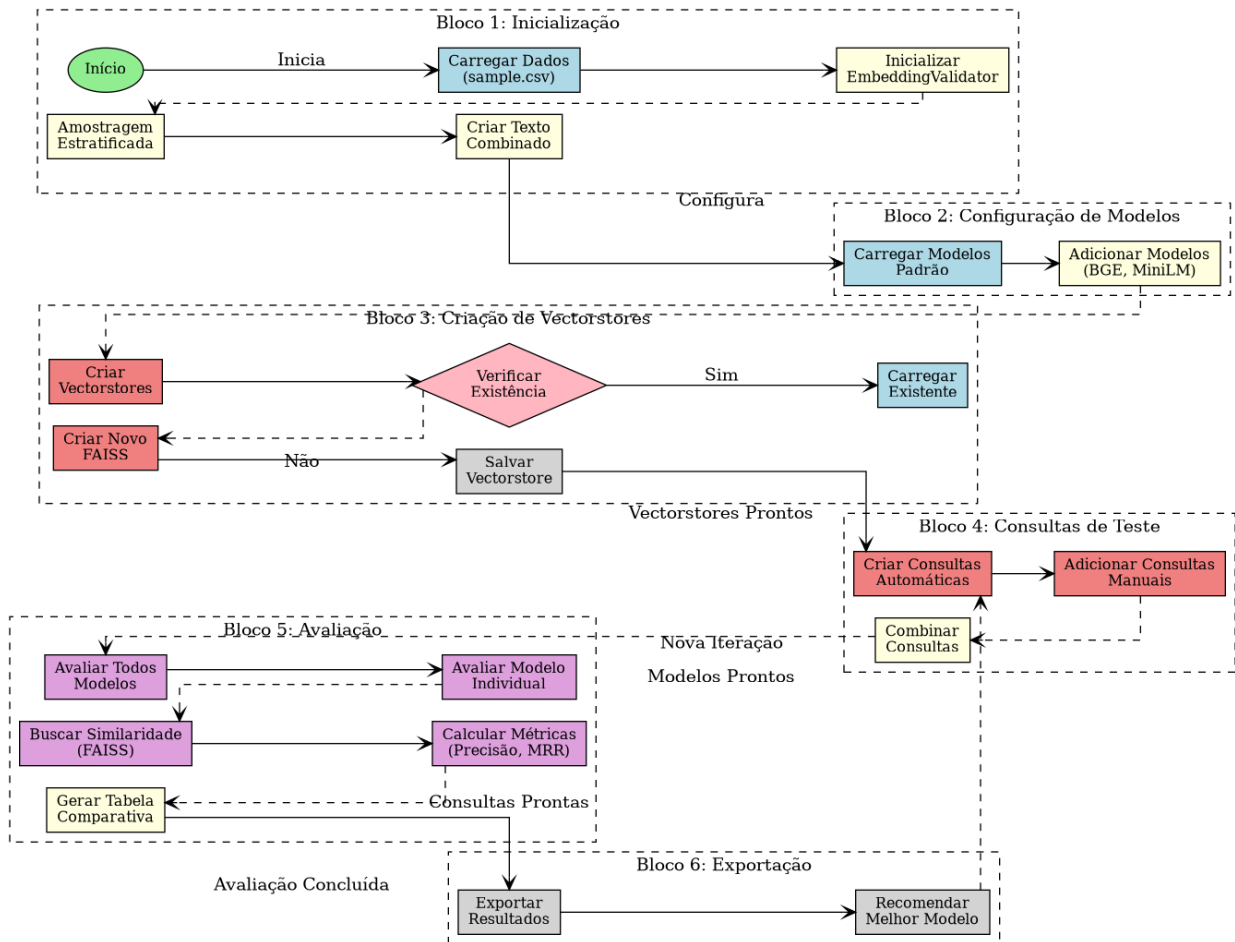 Bloco 1: Inicialização
Início
Inicia
Carregar Dados
(sample.csv)
Inicializar
EmbeddingValidator
Amostragem
Estratificada
Criar Texto
Combinado
Configura
Bloco 2: Configuração de Modelos
Carregar Modelos
Padrão
Adicionar Modelos
(BGE, MiniLM)
Bloco 3: Criação de Vectorstores
Criar
Vectorstores
Verificar
Existência
Sim
Carregar
Existente
Criar Novo
FAISS
Não
Salvar
Vectorstore
Vectorstores Prontos
Bloco 4: Consultas de Teste
Criar Consultas
Automáticas
Adicionar Consultas
Manuais
Combinar
Consultas
Nova Iteração
Modelos Prontos
Bloco 5: Avaliação
Avaliar Todos
Modelos
Avaliar Modelo
Individual
Buscar Similaridade
(FAISS)
Calcular Métricas
(Precisão, MRR)
Gerar Tabela
Comparativa
Consultas Prontas
Bloco 6: Exportação
Avaliação Concluída
Exportar
Resultados
Recomendar
Melhor Modelo